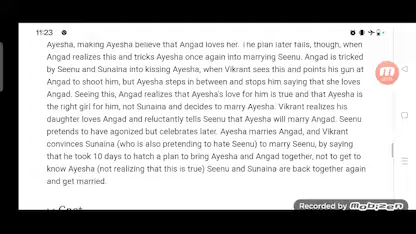 11:23
Ayesha, making Ayesha believe that Angad loves her. The plan later fails, though, when
Angad realizes this and tricks Ayesha once again into marrying Seenu. Angad is tricked
by Seenu and Sunaina into kissing Ayesha, when Vikrant sees this and points his gun at
Angad to shoot him, but Ayesha steps in between and stops him saying that she loves
Angad. Seeing this, Angad realizes that Ayesha's love for him is true and that Ayesha is
the right girl for him, not Sunaina and decides to marry Ayesha. Vikrant realizes his
daughter loves Angad and reluctantly tells Seenu that Ayesha will marry Angad. Seenu
pretends to have agonized but celebrates later. Ayesha marries Angad, and Vikrant
convinces Sunaina (who is also pretending to hate Seenu) to marry Seenu, by saying
that he took 10 days to hatch a plan to bring Ayesha and Angad together, not to get to
know Ayesha (not realizing that this is true) Seenu and Sunaina are back together again
and get married.
Recorded by mobizen